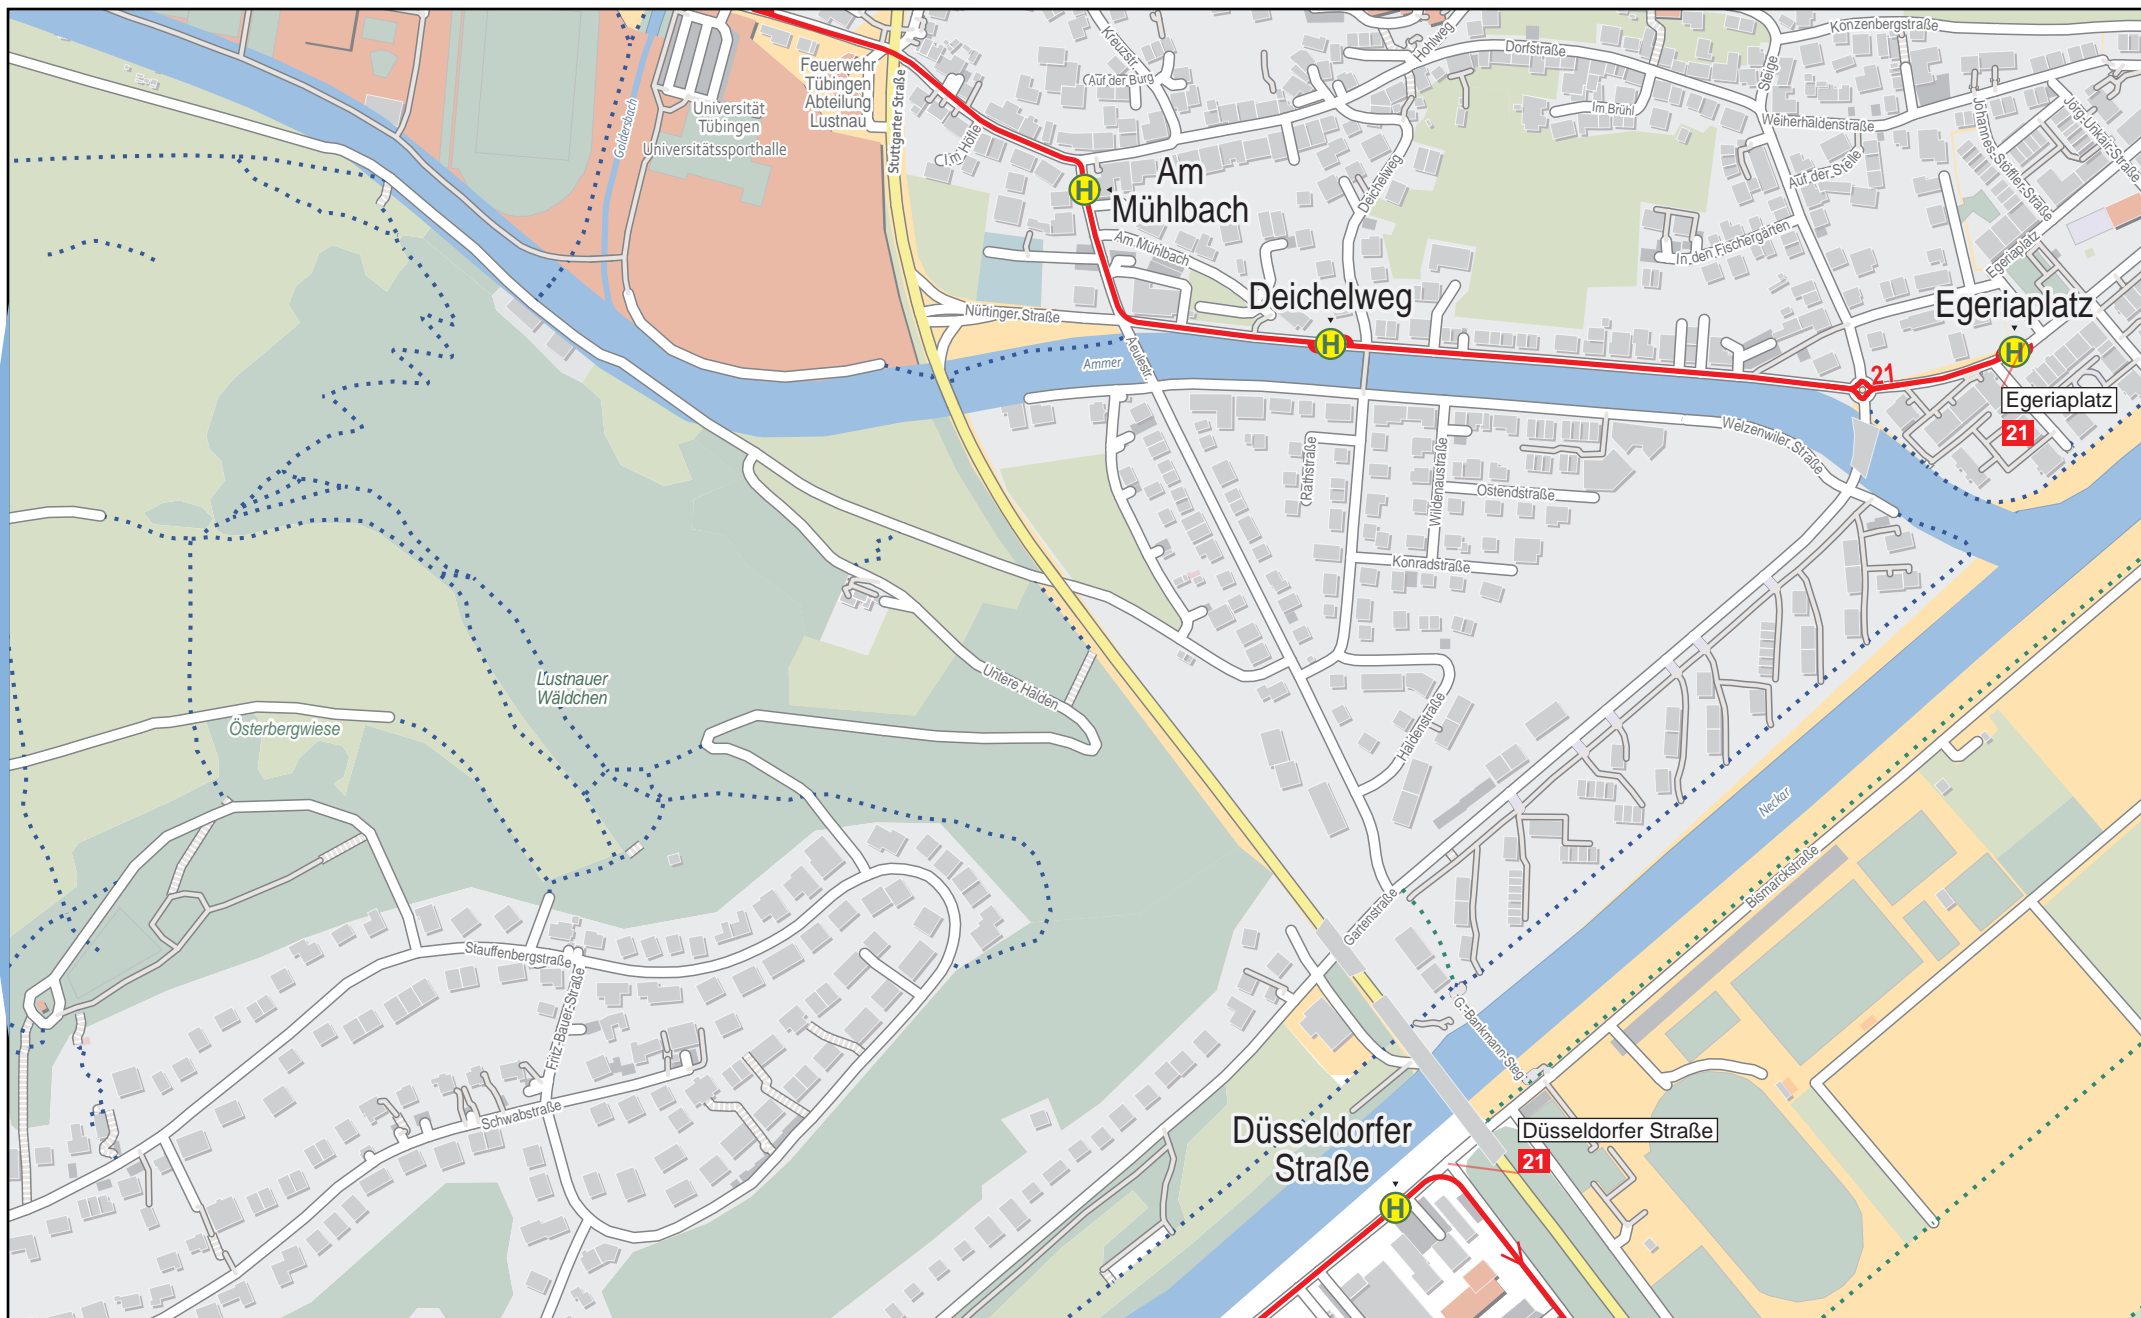 Konzenbergstraße
Kreuzstr.
Hohlweg
Dorfstraße
Steige
Feuerwehr
Tübingen
Abteilung
Lustnau
Stuttgarter Straße
Auf der Burg
Im Brühl
Weiherhaldenstraße
Johannes-Stöffler-Straße
Jörg-Unkair-Straße
Goldersbach
Universität
Tübingen
Universitätssporthalle
Im Höfle
Am
Mühlbach
H
Deichelweg
Auf der Stelle
In den Fischergärten
Egeriaplatz
Am Mühlbach
Deichelweg
H
Egeriaplatz
H
Nürtinger Straße
Aeulestr.
Ammer
21
Egeriaplatz
21
Welzenwiler Straße
Rathstraße
Wildenaustraße
Ostendstraße
Konradstraße
Untere Halden
Lustnauer
Wäldchen
Österbergwiese
Haldenstraße
Neckar
Bismarckstraße
Gartenstraße
Stauffenbergstraße
Fritz-Bauer-Straße
G.-Bankmann-Steg
Schwabstraße
Düsseldorfer
Straße
H
Düsseldorfer Straße
21